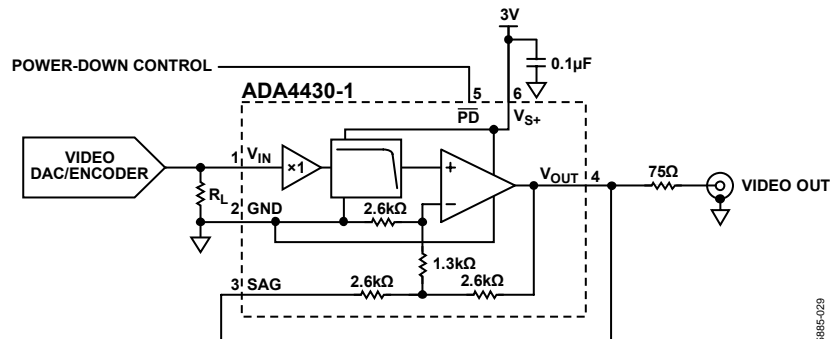 3V
POWER-DOWN CONTROL
0.1µF
ADA4430-1
5
6
PD
VS+
VIDEO
DAC/ENCODER
1
VIN
×1
+
−
VOUT
4
75Ω
VIDEO OUT
RL
2
GND
2.6kΩ
1.3kΩ
3
SAG
2.6kΩ
2.6kΩ